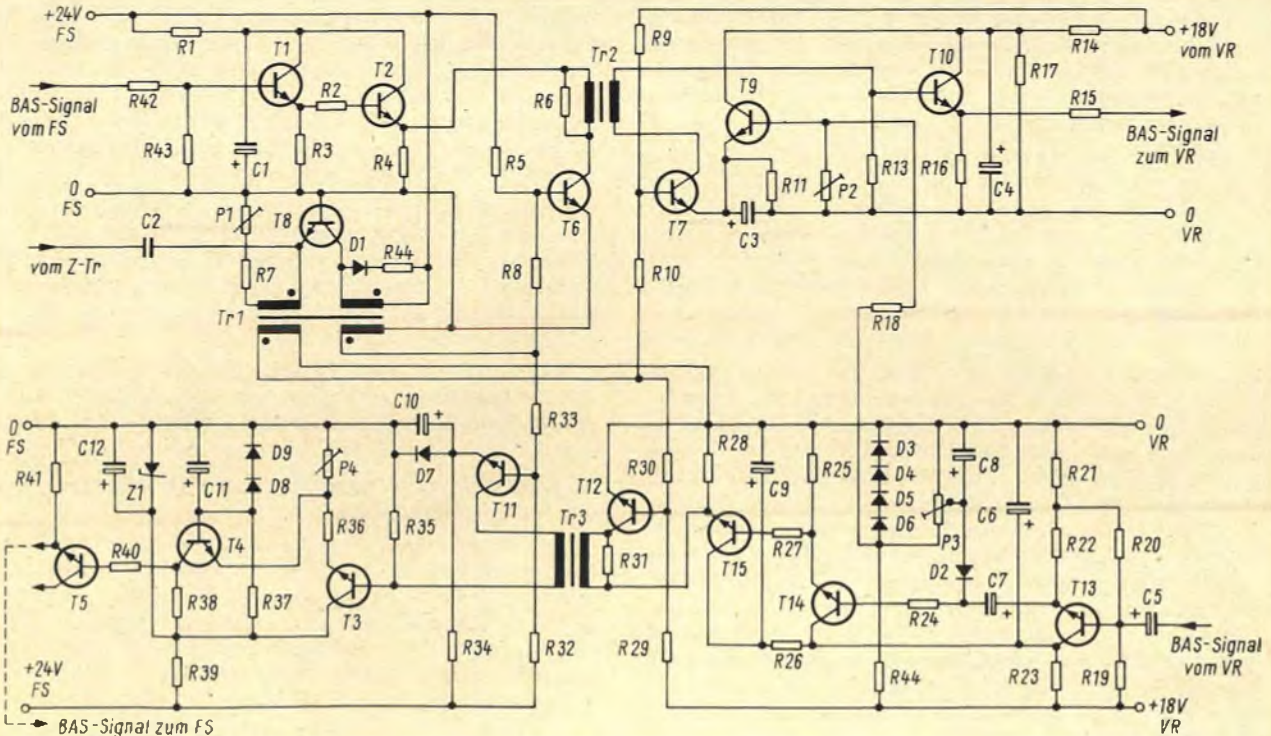 +24V
FS
R1
T1
T2
R42
BAS-Signal
vom FS
R2
R43
C1
+
R3
R4
R5
0
FS
P1
C2
T8
D1
R44
vom Z-Tr
R7
Tr1
R6
Tr2
T6
R8
R9
R10
T7
T9
R11
P2
C3
+
R13
T10
R16
C4
+
R17
R14
+18V
vom VR
R15
BAS-Signal
zum VR
0
VR
R18
R33
0
FS
C12
+
R41
Z1
C11
+
D9
D8
P4
R36
C10
+
D7
R35
T11
T12
R30
R28
Tr3
R31
T15
C9
+
R27
R25
D3
D4
D5
D6
C8
+
P3
D2
C6
+
R21
R22
R20
0
VR
T4
R40
T5
R38
R37
T3
R39
R34
R32
R29
T14
R24
C7
+
T13
C5
+
BAS-Signal
vom VR
R26
R44
R23
R19
+18V
VR
+24V
FS
BAS-Signal zum FS